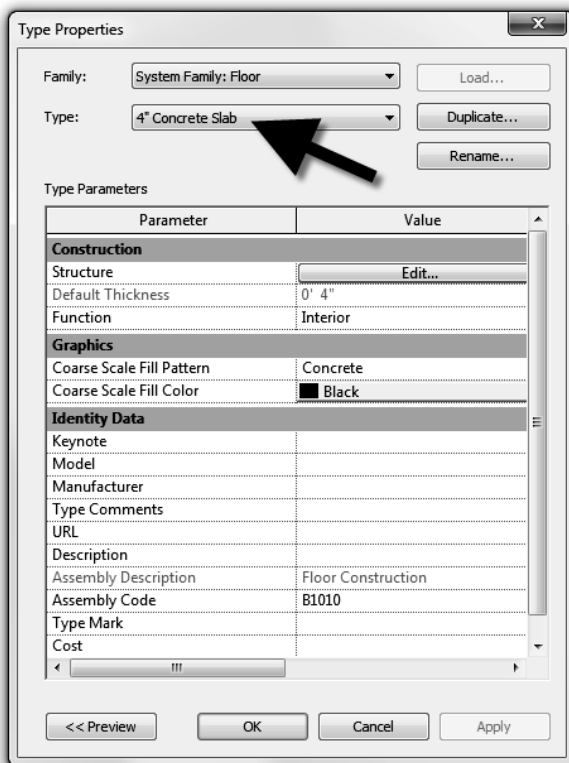 Type Properties
Family: System Family: Floor Load...
Type: 4" Concrete Slab Duplicate...
Rename...
Type Parameters
Parameter Value
Construction
Structure Edit...
Default Thickness 0' 4"
Function Interior
Graphics
Coarse Scale Fill Pattern Concrete
Coarse Scale Fill Color Black
Identity Data
Keynote
Model
Manufacturer
Type Comments
URL
Description
Assembly Description Floor Construction
Assembly Code B1010
Type Mark
Cost
<< Preview OK Cancel Apply